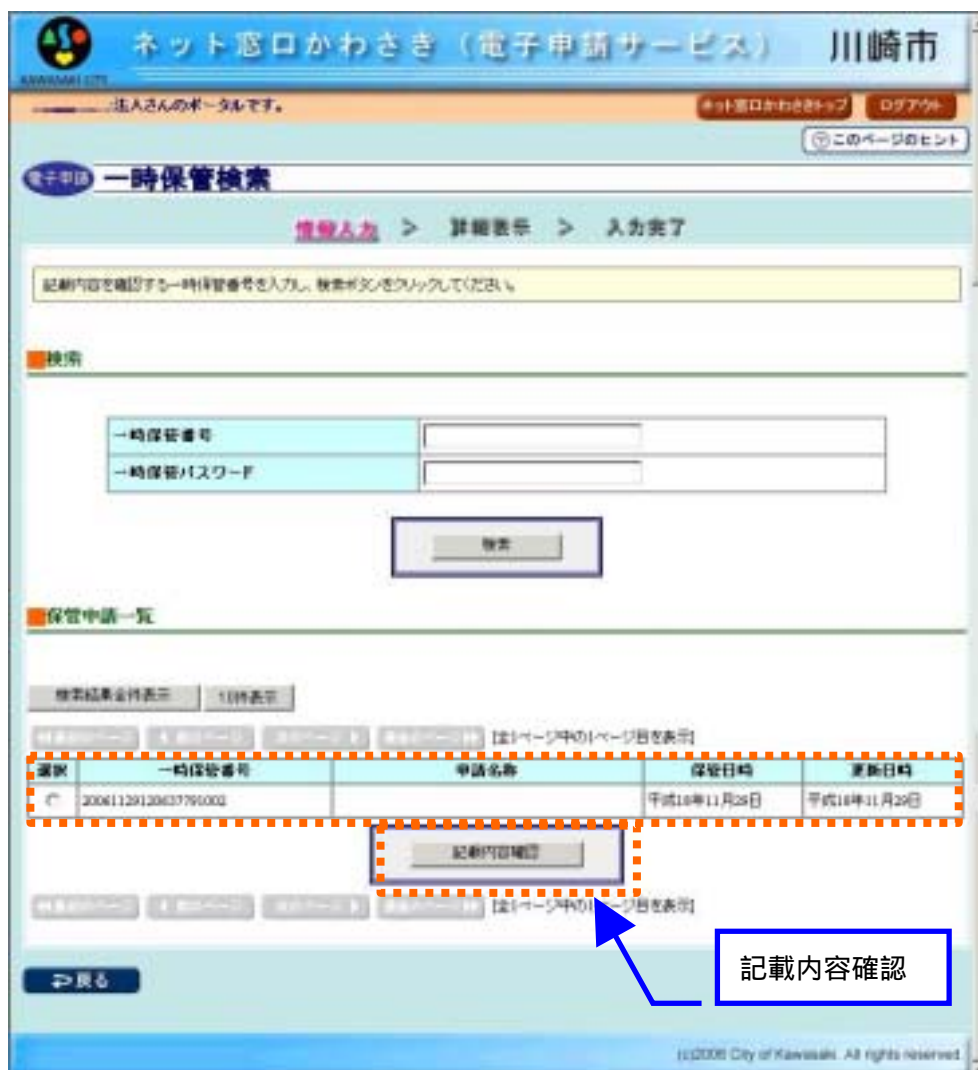 ネット窓口かわさき（電子申請サービス） 川崎市
KAWASAKI CITY
法人さんのポータルです。 ネット窓口かわさきトップ ログアウト
このページのヒント
電子申請 一時保管検索
情報入力 > 詳細表示 > 入力完了
記載内容を確認する一時保管番号を入力し、検索ボタンをクリックしてください。
検索
一時保管番号
一時保管パスワード
検索
保管申請一覧
検索結果全件表示 10件表示
[全1ページ中の1ページ目を表示]
選択 一時保管番号 申請名称 保管日時 更新日時
平成18年11月29日 平成18年11月29日
記載内容確認
[全1ページ中の1ページ目を表示]
記載内容確認
戻る
(c)2006 City of Kawasaki. All rights reserved.